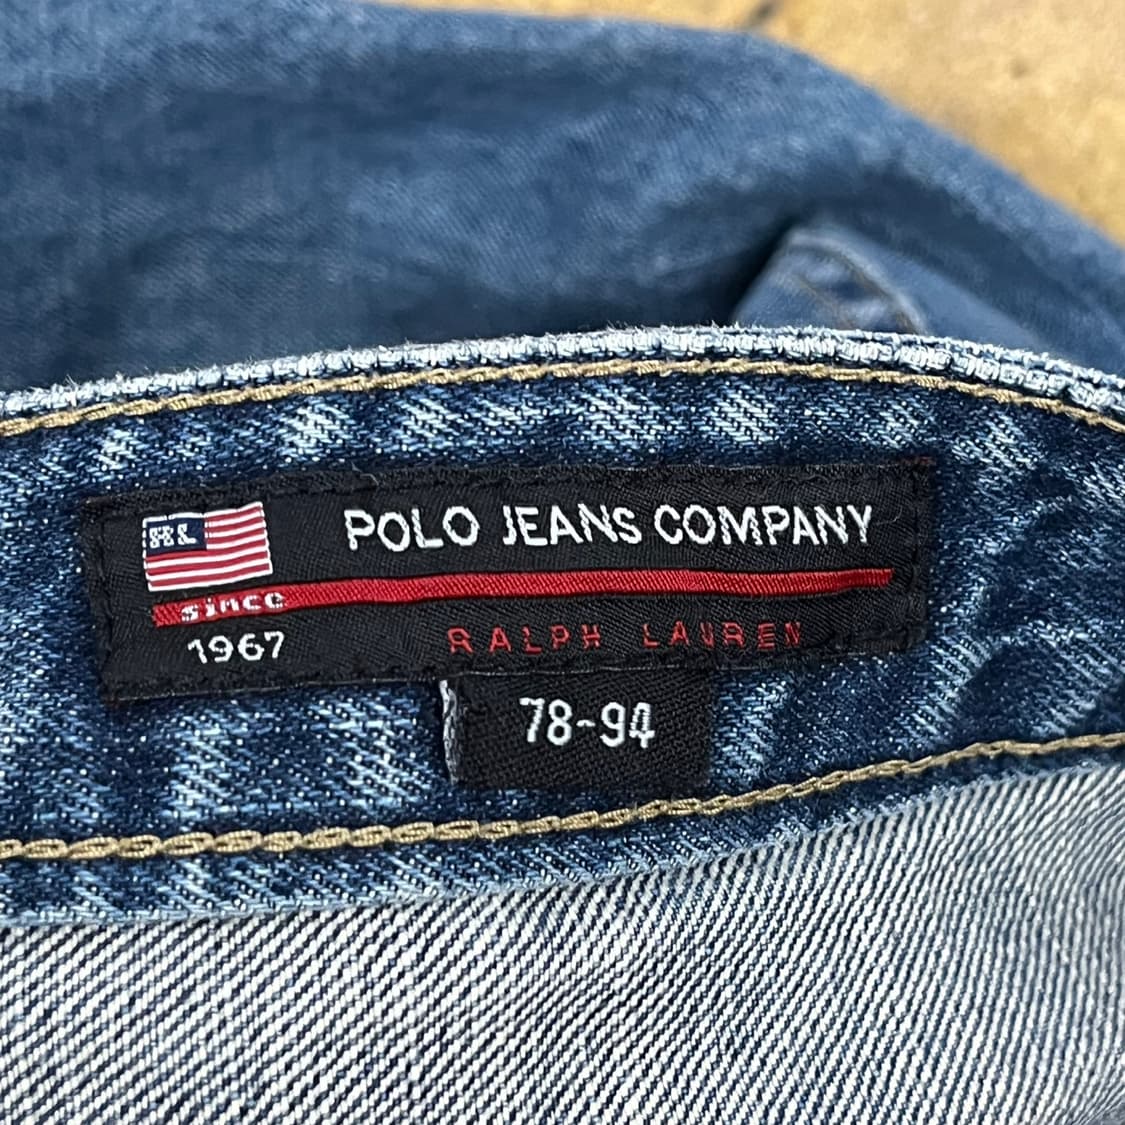 RL
POLO JEANS COMPANY
since
1967
RALPH LAUREN
78-94